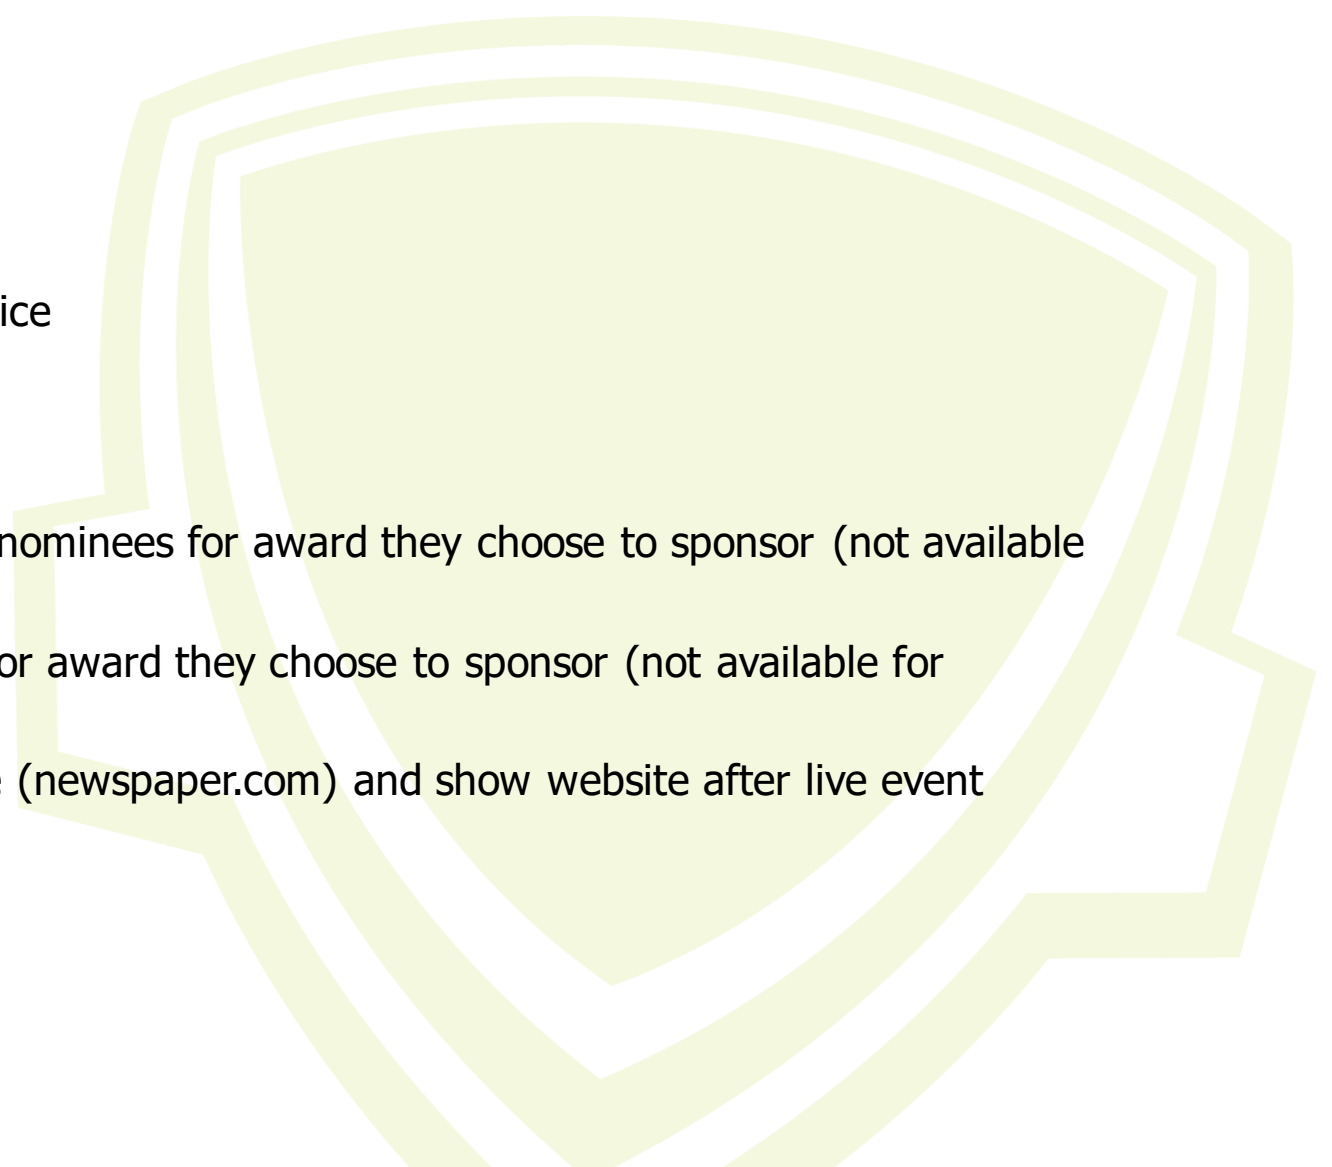 ice
nominees for award they choose to sponsor (not available
or award they choose to sponsor (not available for
(newspaper.com) and show website after live event